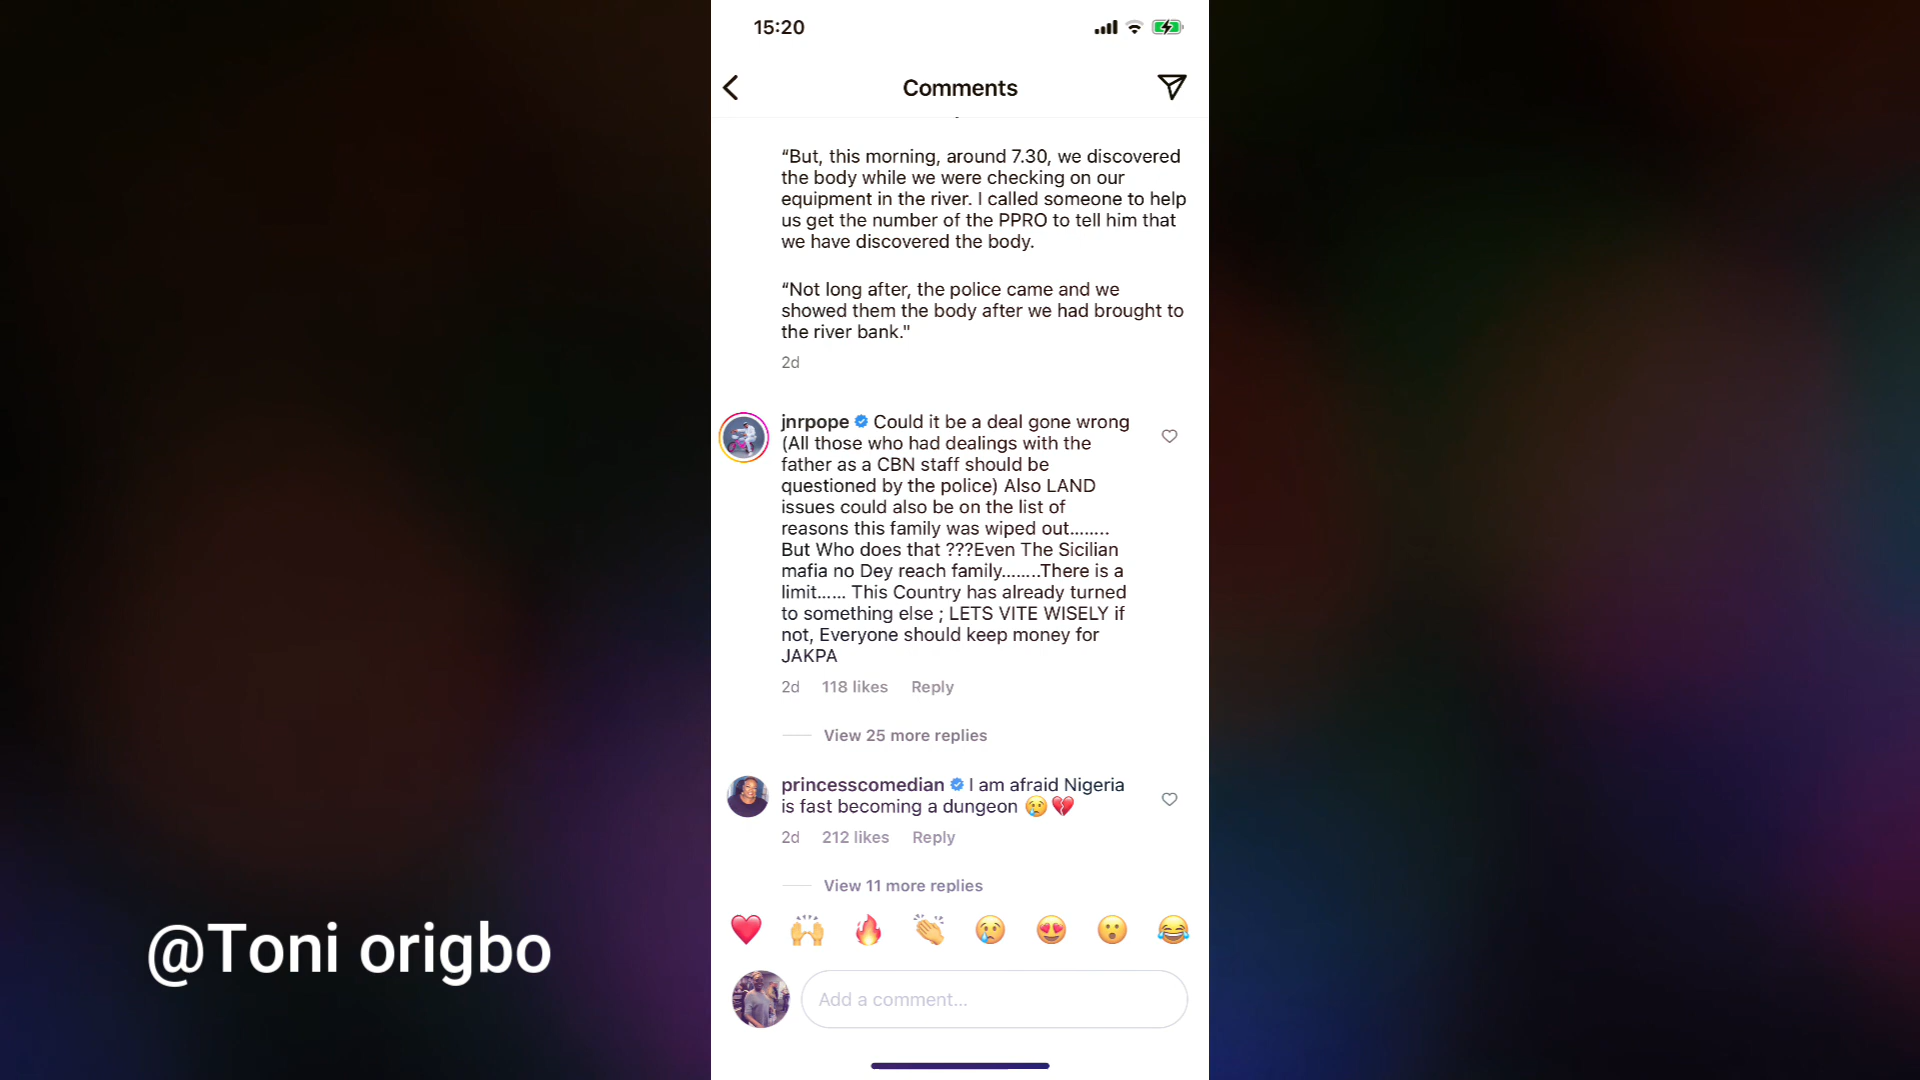 15:20
Comments
“But, this morning, around 7.30, we discovered
the body while we were checking on our
equipment in the river. I called someone to help
us get the number of the PPRO to tell him that
we have discovered the body.
“Not long after, the police came and we
showed them the body after we had brought to
the river bank."
2d
jnrpope Could it be a deal gone wrong
(All those who had dealings with the
father as a CBN staff should be
questioned by the police) Also LAND
issues could also be on the list of
reasons this family was wiped out........
But Who does that ???Even The Sicilian
mafia no Dey reach family........There is a
limit...... This Country has already turned
to something else ; LETS VITE WISELY if
not, Everyone should keep money for
JAKPA
2d 118 likes Reply
View 25 more replies
princesscomedian I am afraid Nigeria
is fast becoming a dungeon 😢💔
2d 212 likes Reply
View 11 more replies
❤️ 🙌 🔥 👏 😢 😍 😮 😂
Add a comment...
@Toni origbo